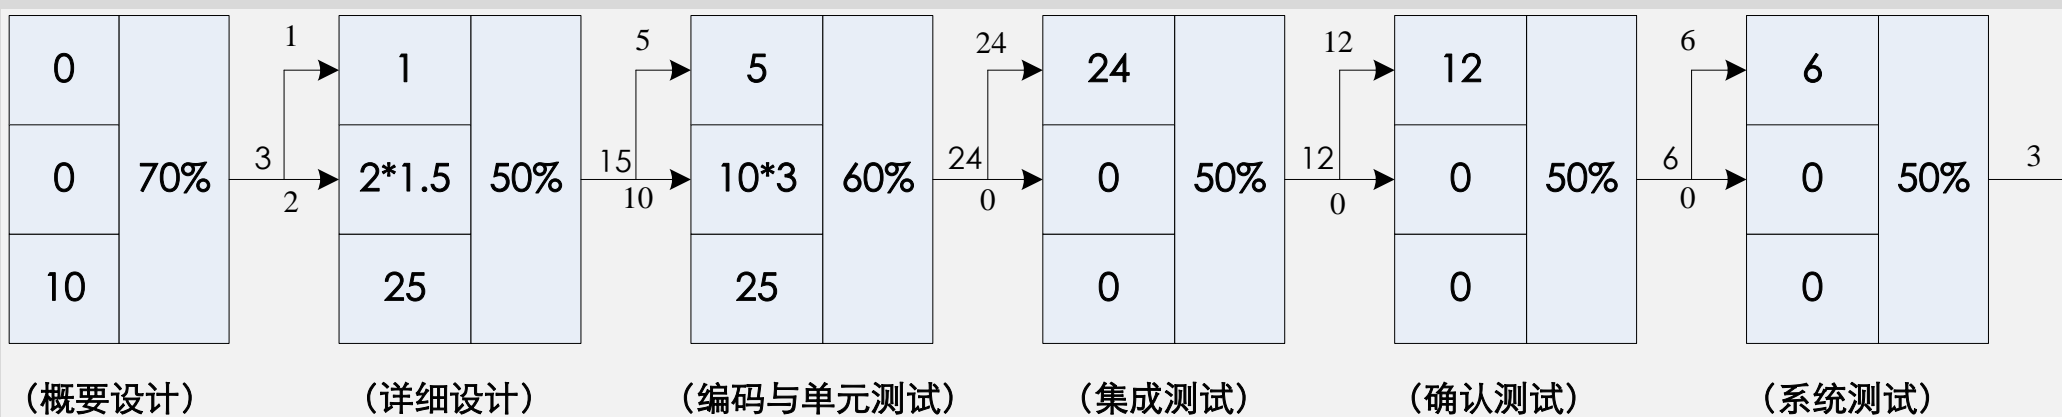 1 5 24 12 6
0 1 5 24 12 6
0 70% 3 2*1.5 50% 15 10*3 60% 24 0 50% 12 0 50% 6 0 50% 3
2 10 0 0 0
10 25 25 0 0 0
（概要设计） （详细设计） （编码与单元测试） （集成测试） （确认测试） （系统测试）